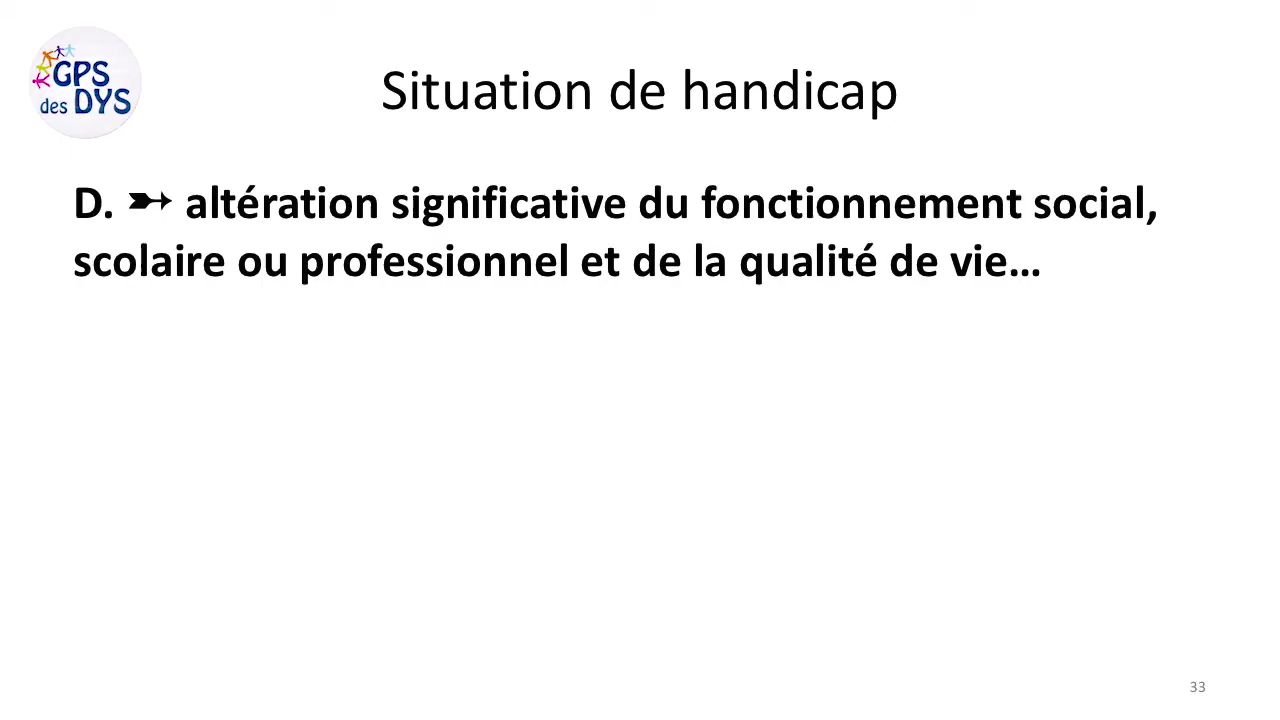 GPS
des DYS
Situation de handicap
D. ➸ altération significative du fonctionnement social,
scolaire ou professionnel et de la qualité de vie…
33